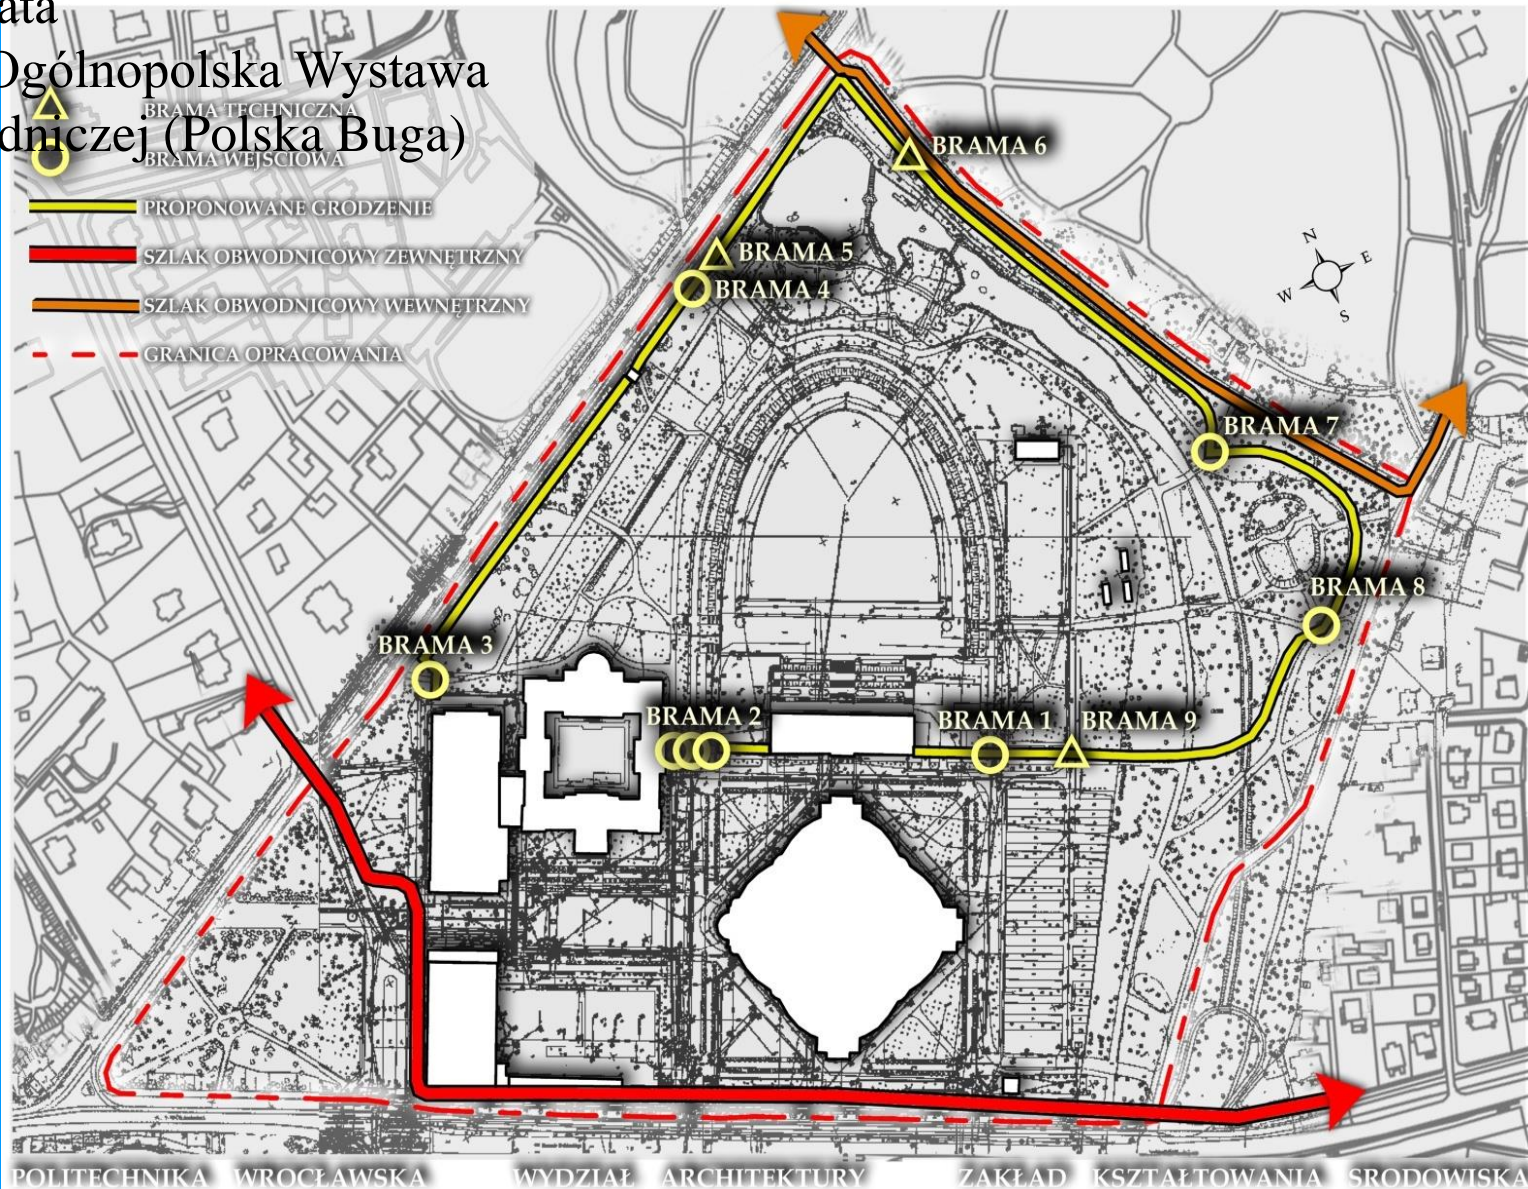 ata
Ogólnopolska Wystawa
BRAMA TECHNICZNA
dniczej (Polska Buga)
BRAMA WEJŚCIOWA
PROPONOWANE GRODZENIE
SZLAK OBWODNICOWY ZEWNĘTRZNY
SZLAK OBWODNICOWY WEWNĘTRZNY
GRANICA OPRACOWANIA
BRAMA 6
BRAMA 5
BRAMA 4
N
E
W
S
BRAMA 7
BRAMA 8
BRAMA 3
BRAMA 2
BRAMA 1
BRAMA 9
POLITECHNIKA WROCŁAWSKA WYDZIAŁ ARCHITEKTURY ZAKŁAD KSZTAŁTOWANIA SRODOWISKA